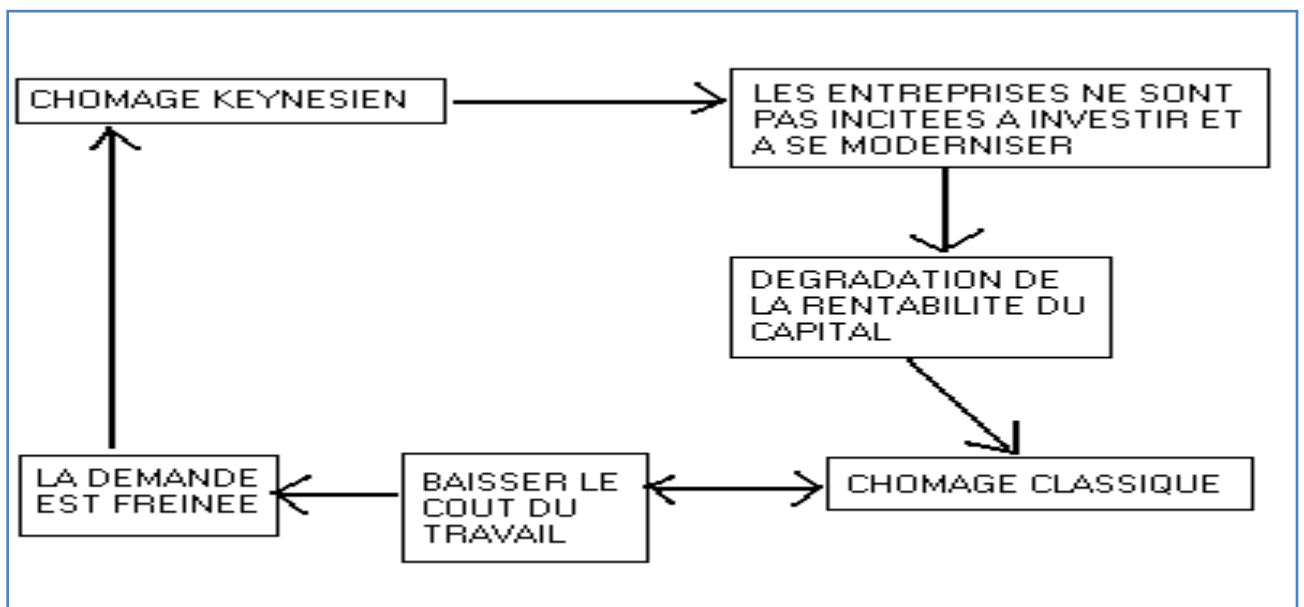 CHOMAGE KEYNESIEN
LES ENTREPRISES NE SONT
PAS INCITEES A INVESTIR ET
A SE MODERNISER
DEGRADATION DE
LA RENTABILITE DU
CAPITAL
CHOMAGE CLASSIQUE
BAISSER LE
COUT DU
TRAVAIL
LA DEMANDE
EST FREINEE